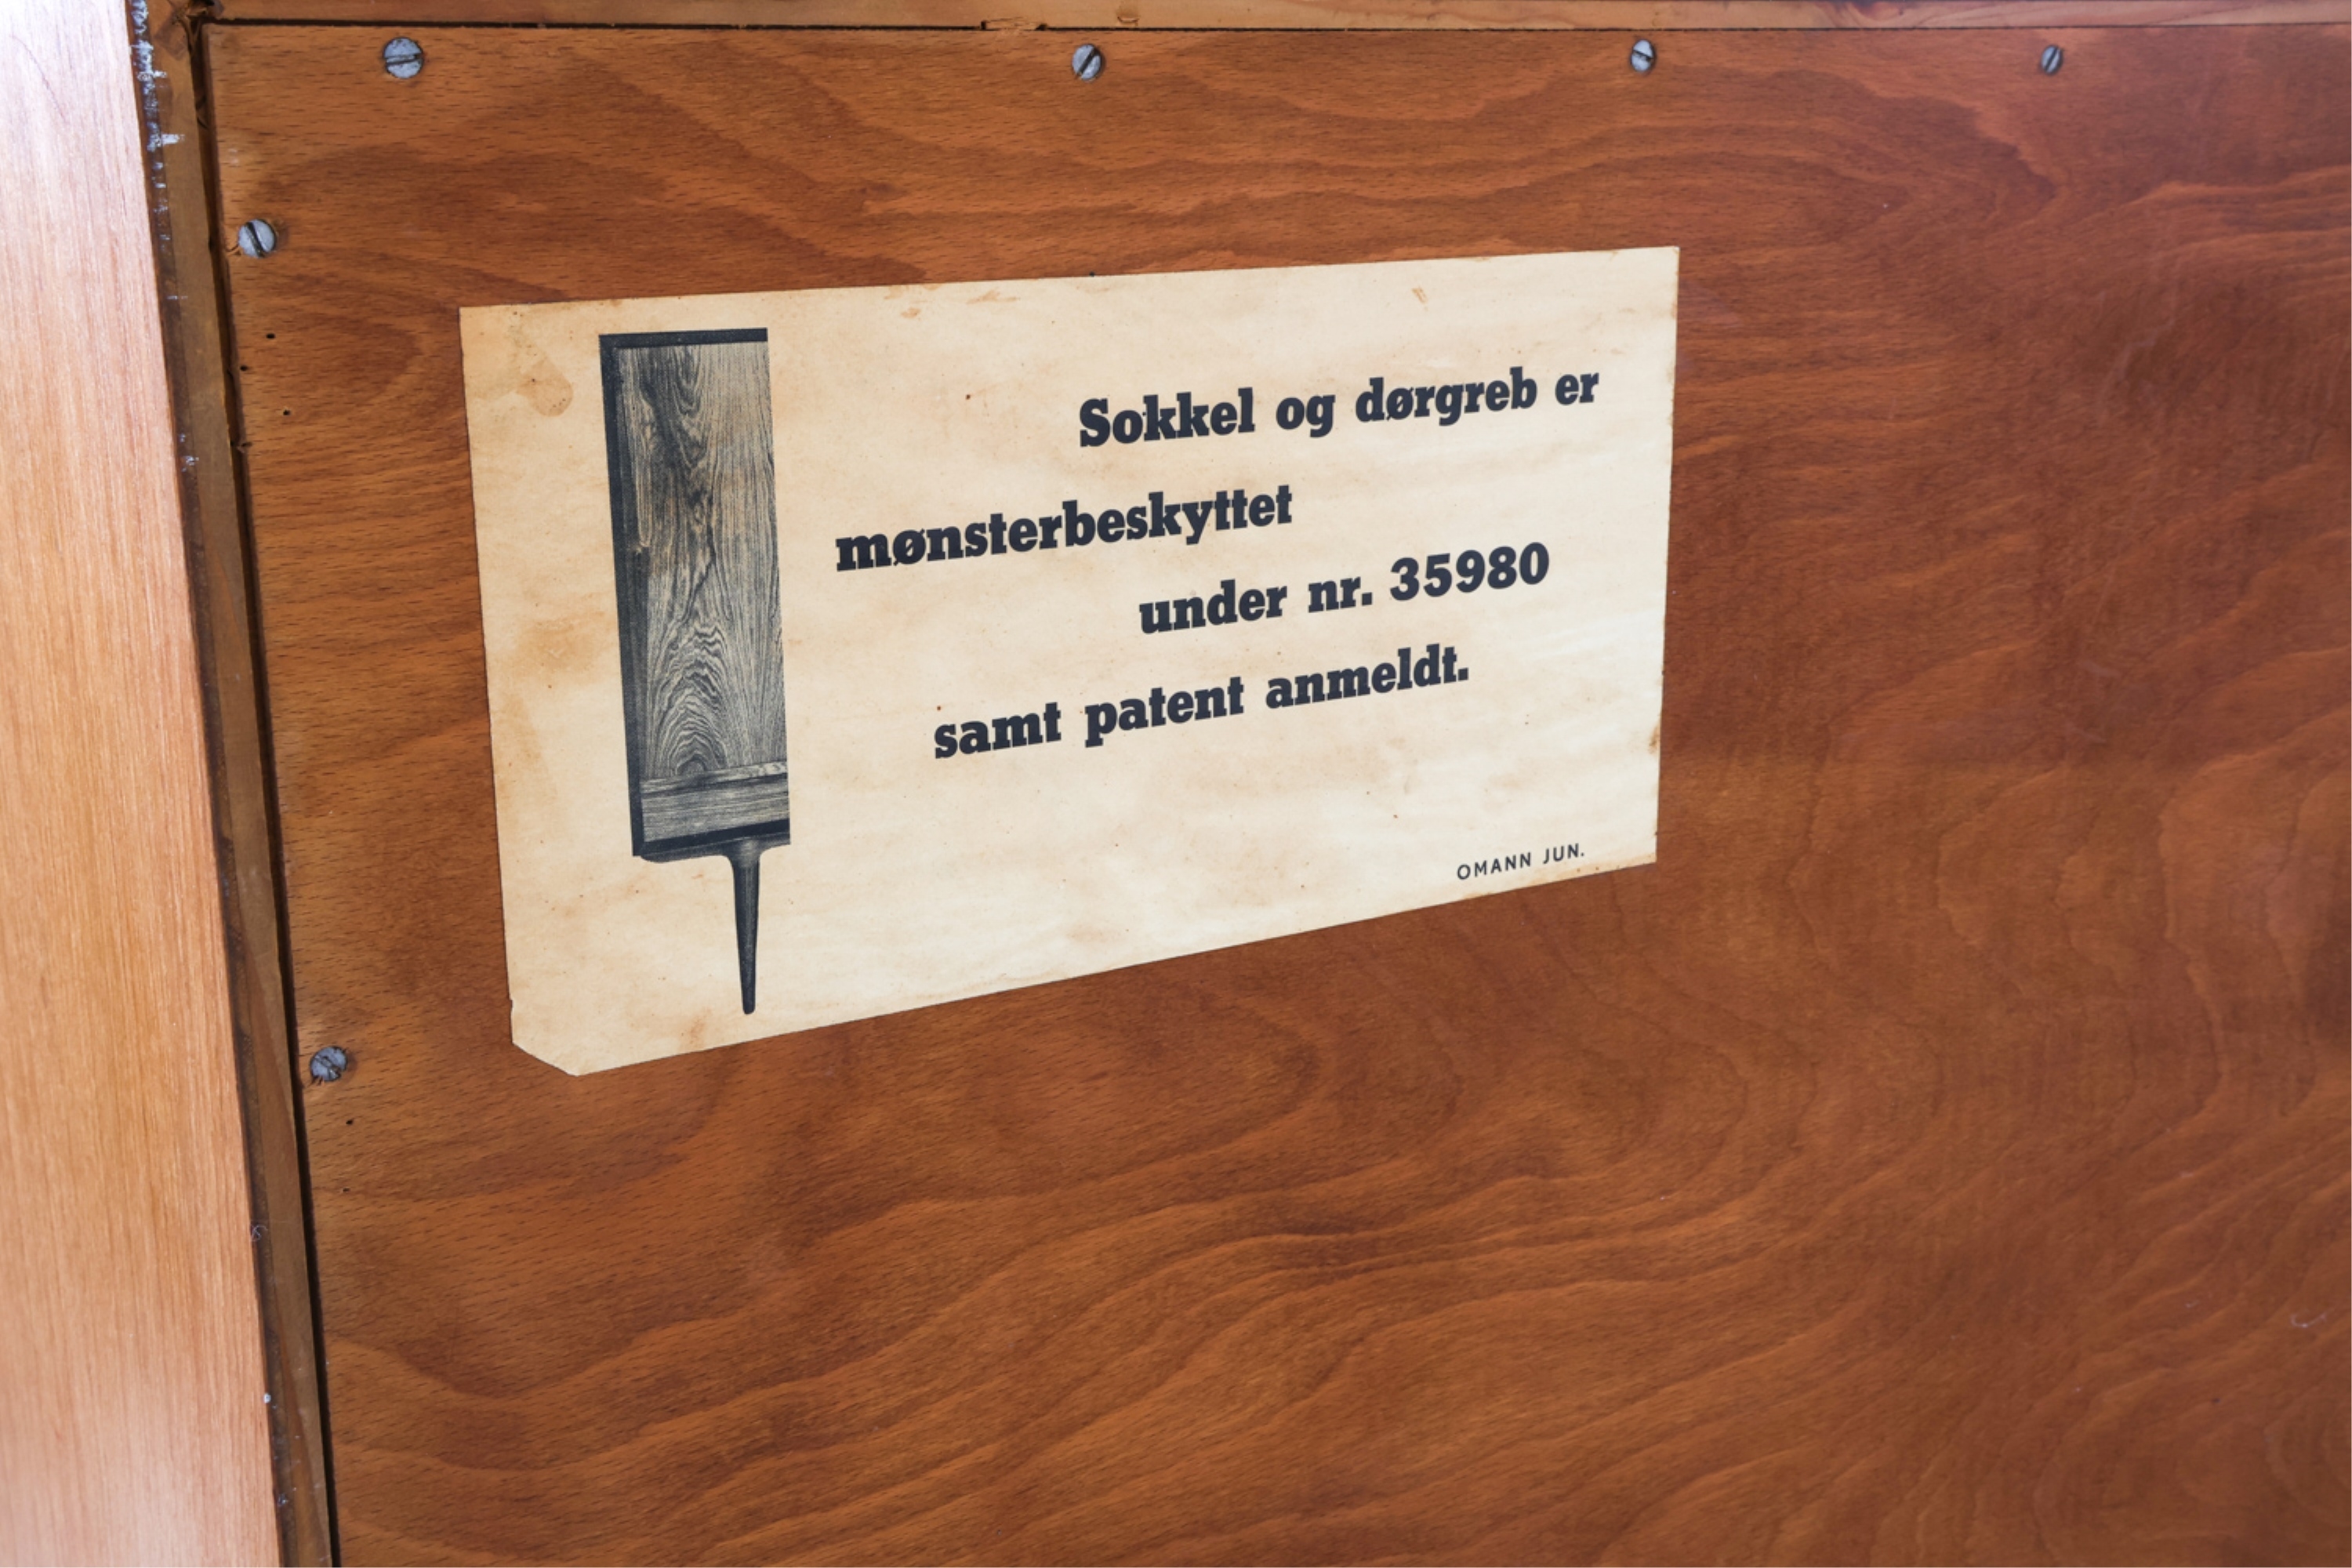 Sokkel og dørgreb er
mønsterbeskyttet
under nr. 35980
samt patent anmeldt.
OMANN JUN.